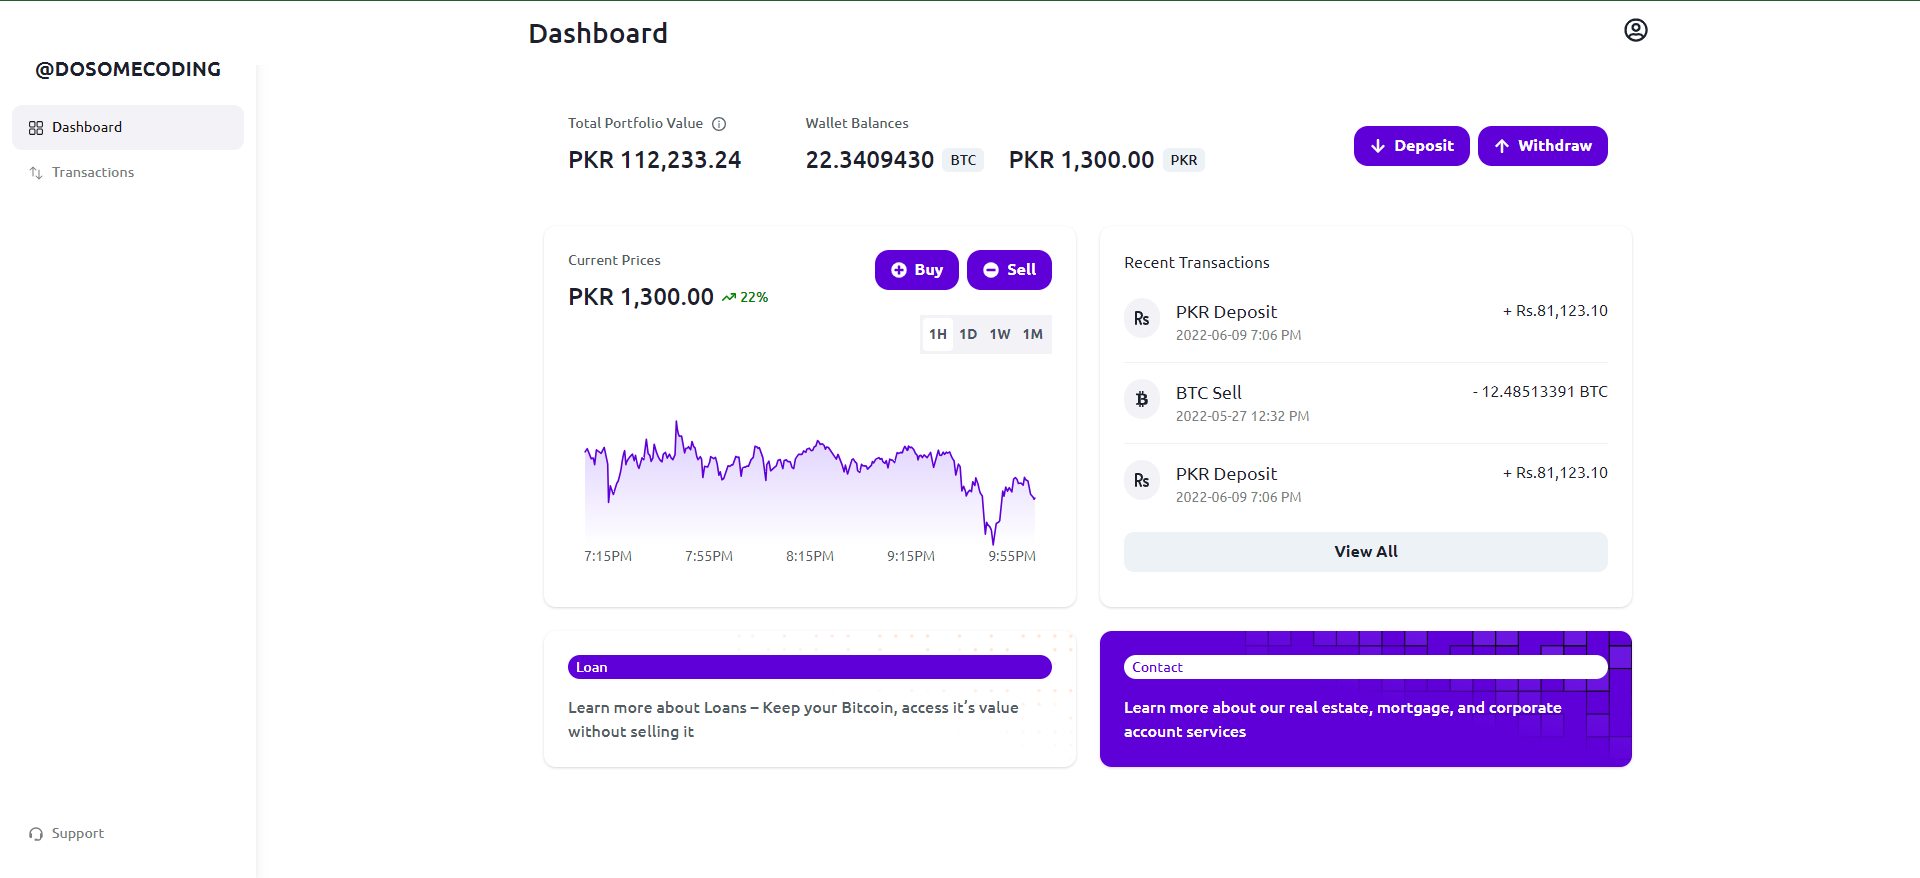 Dashboard
@DOSOMECODING
Dashboard
Transactions
Support
Total Portfolio Value
PKR 112,233.24
Wallet Balances
22.3409430 BTC
PKR 1,300.00 PKR
Deposit
Withdraw
Current Prices
PKR 1,300.00 22%
Buy
Sell
1H 1D 1W 1M
7:15PM 7:55PM 8:15PM 9:15PM 9:55PM
Recent Transactions
Rs PKR Deposit + Rs.81,123.10
2022-06-09 7:06 PM
BTC Sell - 12.48513391 BTC
2022-05-27 12:32 PM
Rs PKR Deposit + Rs.81,123.10
2022-06-09 7:06 PM
View All
Loan
Learn more about Loans – Keep your Bitcoin, access it’s value
without selling it
Contact
Learn more about our real estate, mortgage, and corporate
account services